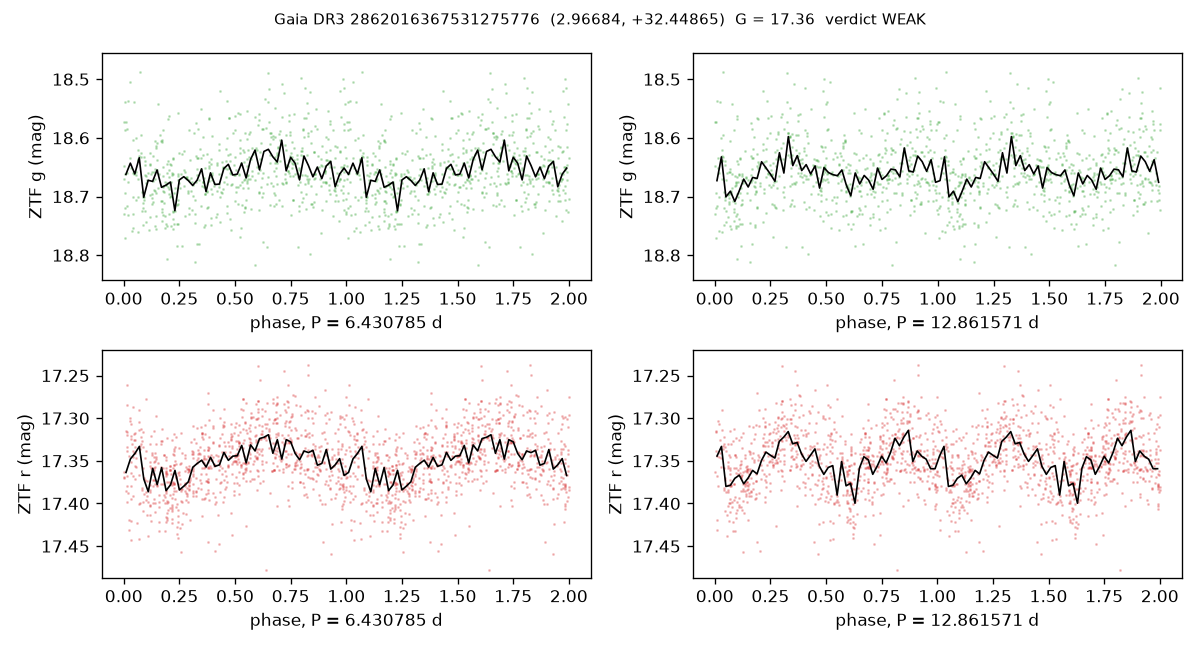 Gaia DR3 2862016367531275776  (2.96684, +32.44865)  G = 17.36  verdict WEAK
ZTF g (mag)
18.5
18.6
18.7
18.8
0.00 0.25 0.50 0.75 1.00 1.25 1.50 1.75 2.00
phase, P = 6.430785 d
ZTF g (mag)
18.5
18.6
18.7
18.8
0.00 0.25 0.50 0.75 1.00 1.25 1.50 1.75 2.00
phase, P = 12.861571 d
ZTF r (mag)
17.25
17.30
17.35
17.40
17.45
0.00 0.25 0.50 0.75 1.00 1.25 1.50 1.75 2.00
phase, P = 6.430785 d
ZTF r (mag)
17.25
17.30
17.35
17.40
17.45
0.00 0.25 0.50 0.75 1.00 1.25 1.50 1.75 2.00
phase, P = 12.861571 d